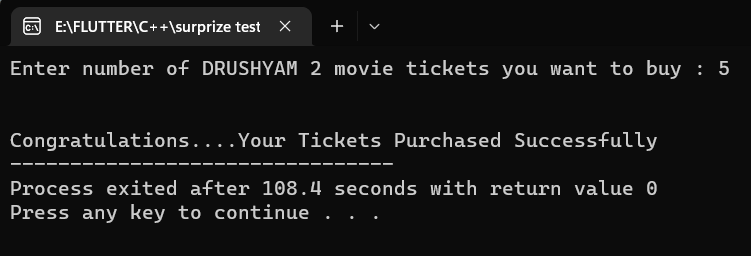 E:\FLUTTER\C++\surprize test
Enter number of DRUSHYAM 2 movie tickets you want to buy : 5
Congratulations....Your Tickets Purchased Successfully
--------------------------------
Process exited after 108.4 seconds with return value 0
Press any key to continue . . .